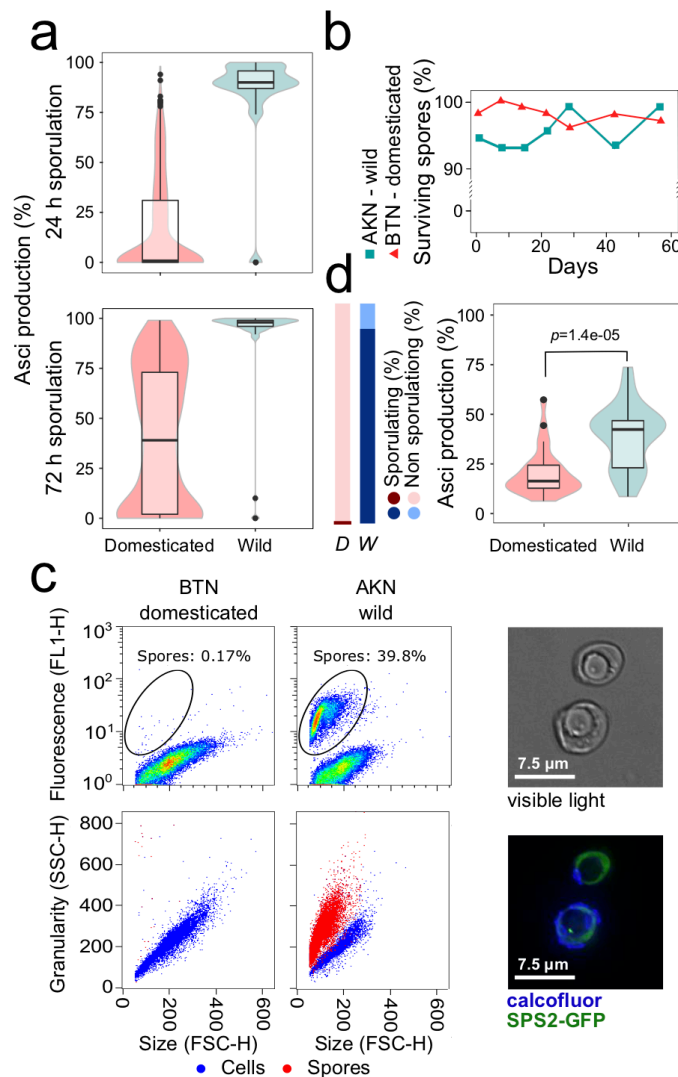 a
Asci production (%)
24 h sporulation
72 h sporulation
100
75
50
25
0
100
75
50
25
0
Domesticated
Wild
b
AKN - wild
BTN - domesticated
Surviving spores (%)
100
90
0
0
20
40
60
Days
d
Sporulating (%)
Non sporulationg (%)
D
W
Asci production (%)
100
75
50
25
0
p=1.4e-05
Domesticated
Wild
c
BTN
domesticated
AKN
wild
Fluorescence (FL1-H)
10³
10²
10¹
10⁰
Spores: 0.17%
10³
10²
10¹
10⁰
Spores: 39.8%
Granularity (SSC-H)
800
600
400
200
0
0
200
400
600
0
200
400
600
Size (FSC-H)
Size (FSC-H)
Cells
Spores
7.5 µm
visible light
7.5 µm
calcofluor
SPS2-GFP